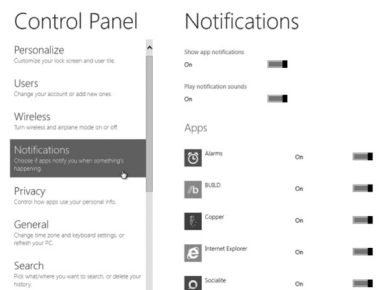 Control Panel
Personalize
Customize your lock screen and user tile.
Users
Change your account or add new ones.
Wireless
Turn wireless and airplane mode on or off.
Notifications
Choose if apps notify you when something's
happening.
Privacy
Control how apps use your personal info.
General
Change time zone and keyboard settings, or
refresh your PC.
Search
Pick what/where you want to search, or delete your
history.
Notifications
Show app notifications
On
Play notification sounds
On
Apps
Alarms
On
//b
BUILD
On
Copper
On
Internet Explorer
On
Socialite
On